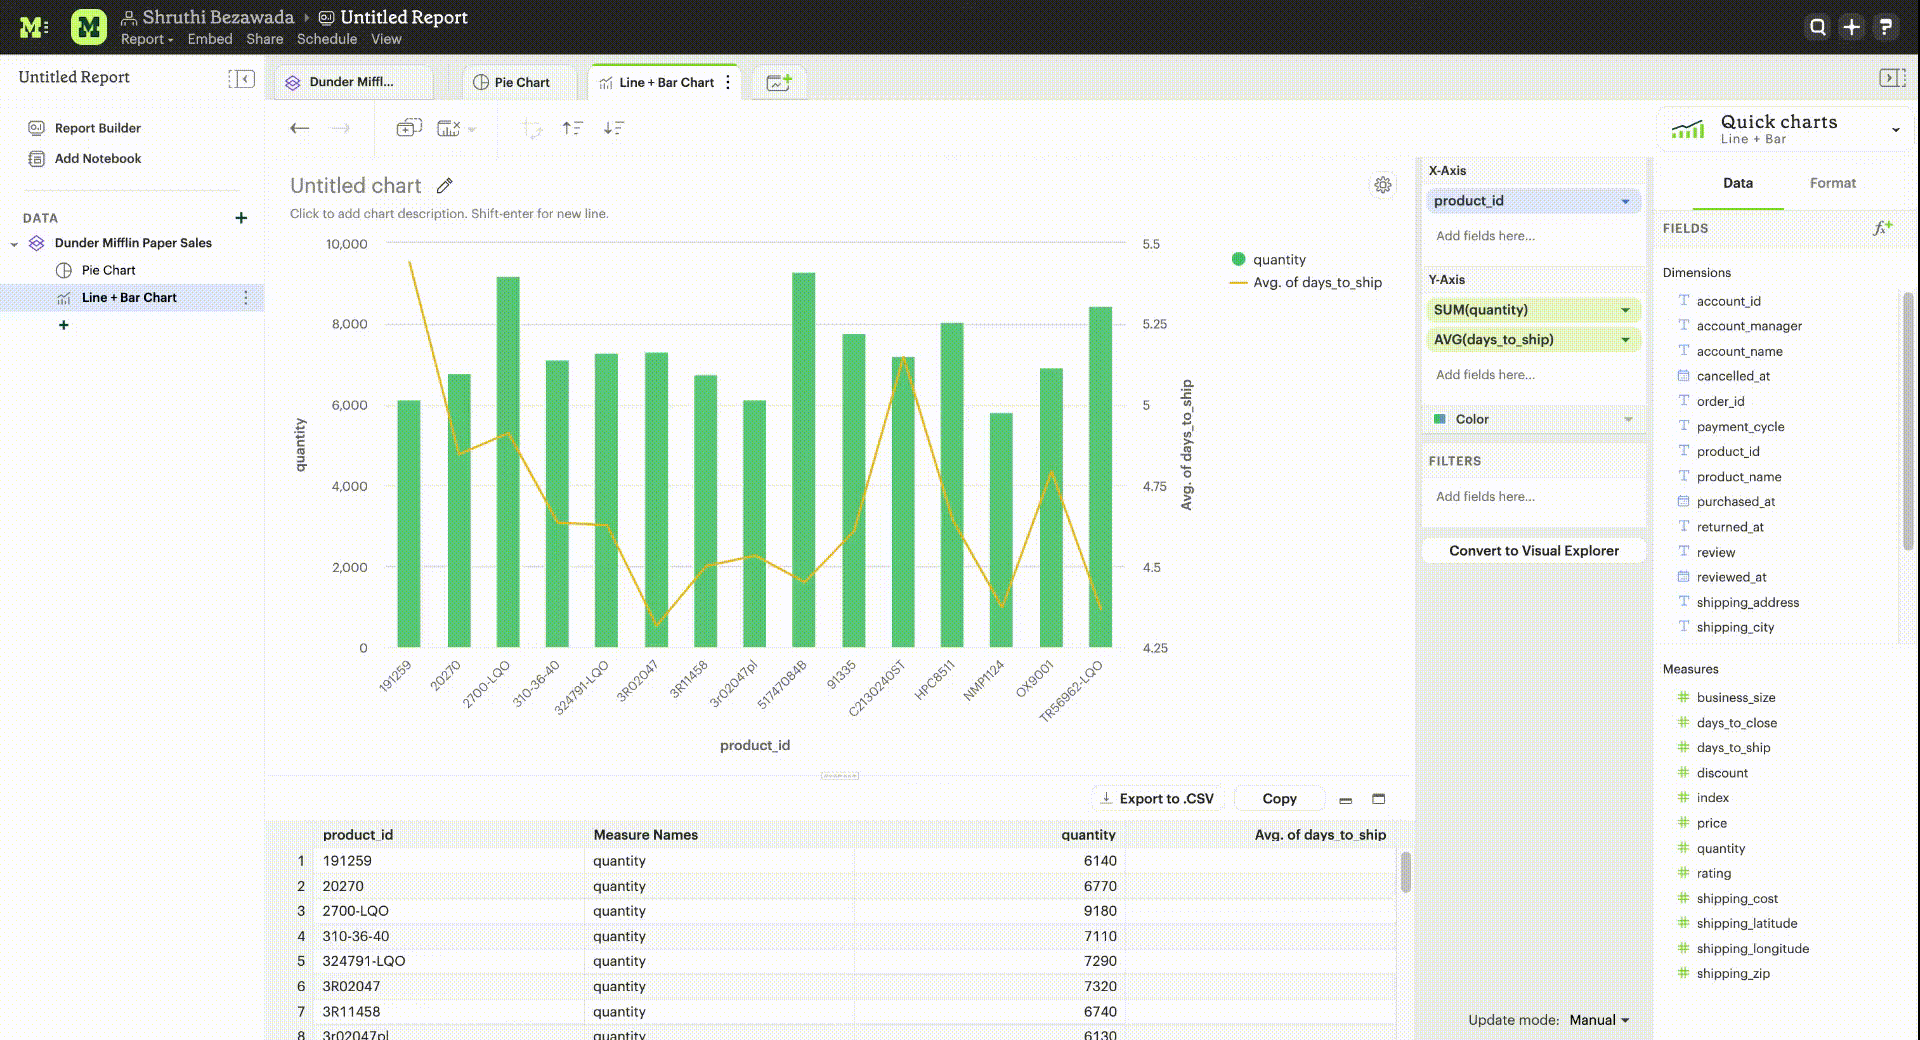 M
M
Shruthi Bezawada
Untitled Report
Report Embed Share Schedule View
Untitled Report
Report Builder
Add Notebook
DATA
Dunder Mifflin Paper Sales
Pie Chart
Line + Bar Chart
Dunder Miffl...
Pie Chart
Line + Bar Chart
Untitled chart
Click to add chart description. Shift-enter for new line.
10,000
8,000
6,000
4,000
2,000
0
quantity
5.5
5.25
5
4.75
4.5
4.25
Avg. of days_to_ship
quantity
Avg. of days_to_ship
191259
20270
2700-LQO
310-36-40
324791-LQO
3R02047
3R11458
3r02047pl
51747084B
91335
C2130240ST
HPC8511
NMP1124
OX9001
TR56962-LQO
product_id
Export to .CSV
Copy
product_id Measure Names quantity Avg. of days_to_ship
1 191259 quantity 6140
2 20270 quantity 6770
3 2700-LQO quantity 9180
4 310-36-40 quantity 7110
5 324791-LQO quantity 7290
6 3R02047 quantity 7320
7 3R11458 quantity 6740
8 3r02047pl quantity 6130
X-Axis
product_id
Add fields here...
Y-Axis
SUM(quantity)
AVG(days_to_ship)
Add fields here...
Color
FILTERS
Add fields here...
Convert to Visual Explorer
Update mode: Manual
Quick charts
Line + Bar
Data Format
FIELDS
Dimensions
account_id
account_manager
account_name
cancelled_at
order_id
payment_cycle
product_id
product_name
purchased_at
returned_at
review
reviewed_at
shipping_address
shipping_city
Measures
business_size
days_to_close
days_to_ship
discount
index
price
quantity
rating
shipping_cost
shipping_latitude
shipping_longitude
shipping_zip